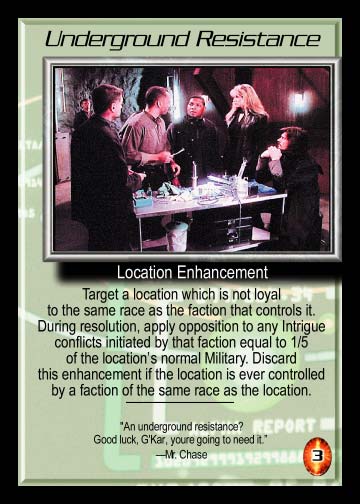 Underground Resistance
Location Enhancement
Target a location which is not loyal
to the same race as the faction that controls it.
During resolution, apply opposition to any Intrigue
conflicts initiated by that faction equal to 1/5
of the location's normal Military. Discard
this enhancement if the location is ever controlled
by a faction of the same race as the location.
"An underground resistance?
Good luck, G'Kar, youre going to need it."
—Mr. Chase
REPORT
3